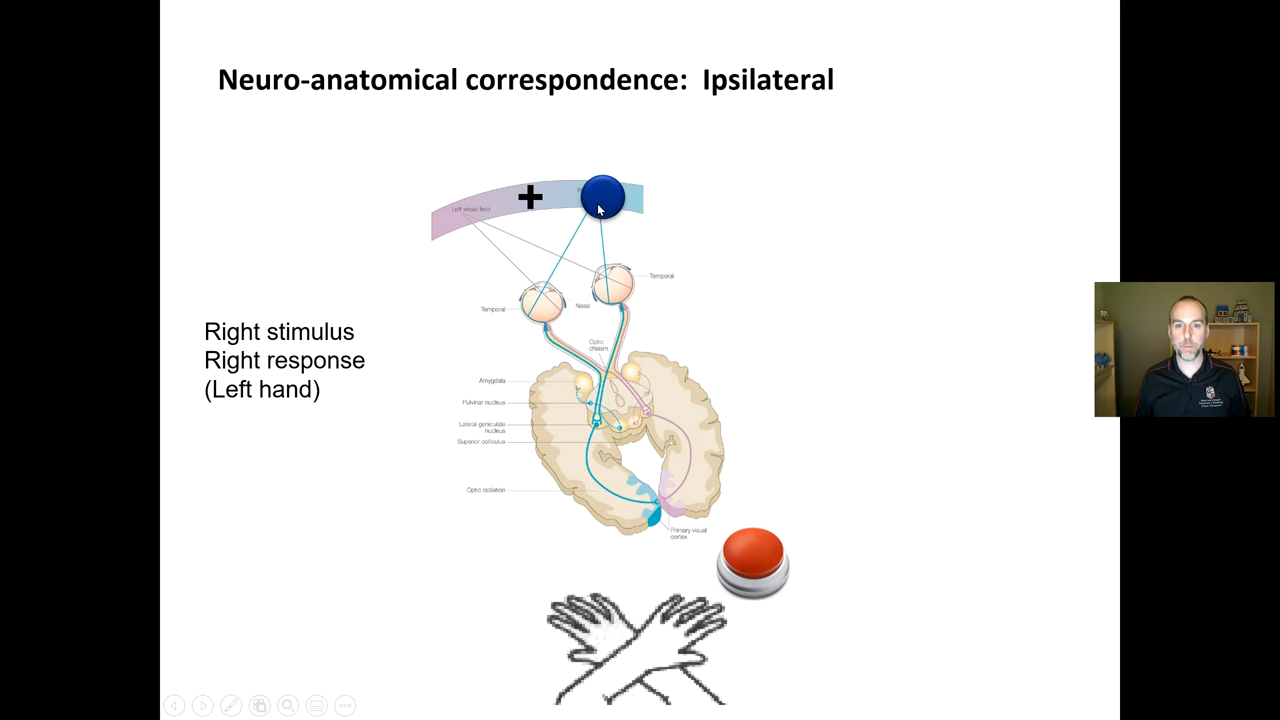 Neuro-anatomical correspondence: Ipsilateral
Left visual field
Temporal
Temporal
Nasal
Right stimulus
Right response
(Left hand)
Optic
chiasm
Amygdala
Pulvinar nucleus
Lateral geniculate
nucleus
Superior colliculus
Optic radiation
Primary visual
cortex